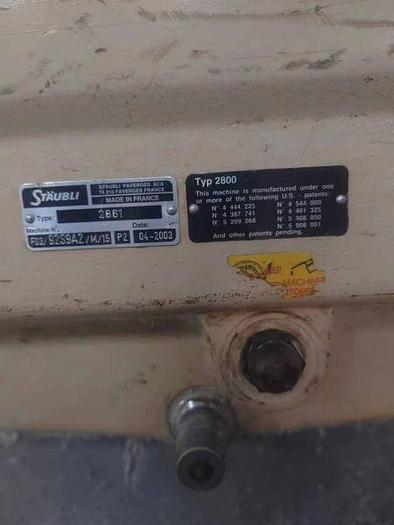 STÄUBLI
STÄUBLI FAVERGES SCA
74 210 FAVERGES FRANCE
MADE IN FRANCE
Type: 2861
Machine N°: Date:
F03/92S9A2/M/15 P2 04-2003
Typ 2800
This machine is manufactured under one
or more of the following U.S. - patents:
N° 4 444 225 N° 4 544 000
N° 4 387 741 N° 4 461 325
N° 5 209 268 N° 5 908 050
N° 5 908 051
And other patents pending.
MACHINE